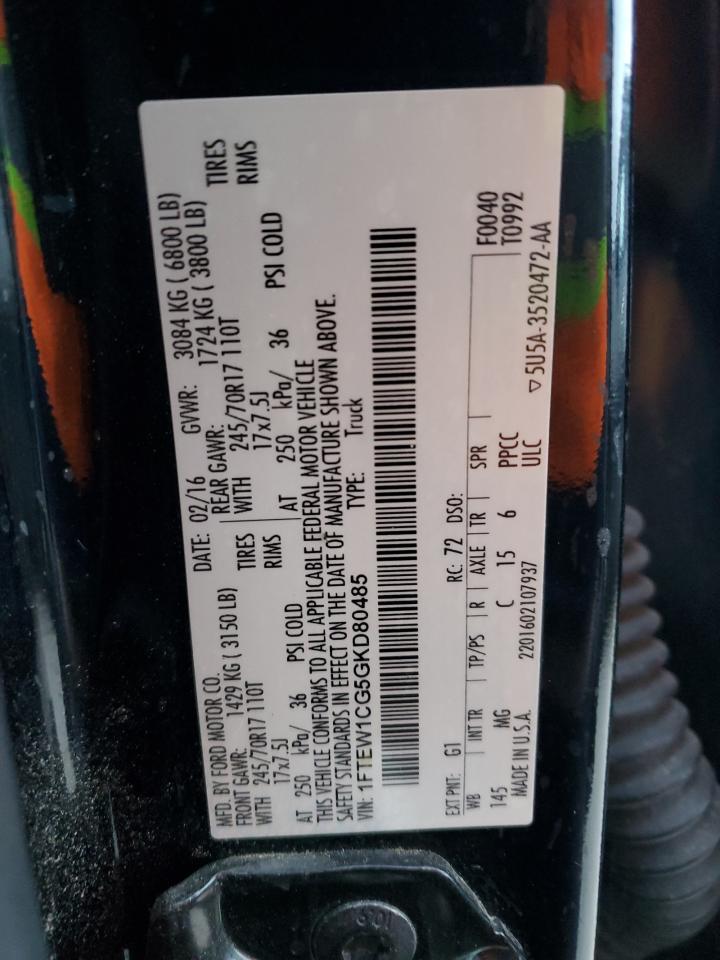 MFD. BY FORD MOTOR CO.
DATE: 02/16 GVWR: 3084 KG ( 6800 LB)
FRONT GAWR: 1429 KG ( 3150 LB)
REAR GAWR: 1724 KG ( 3800 LB)
WITH 245/70R17 110T TIRES
WITH 245/70R17 110T TIRES
17x7.5J RIMS
17x7.5J RIMS
AT 250 kPa/ 36 PSI COLD
AT 250 kPa/ 36 PSI COLD
THIS VEHICLE CONFORMS TO ALL APPLICABLE FEDERAL MOTOR VEHICLE
SAFETY STANDARDS IN EFFECT ON THE DATE OF MANUFACTURE SHOWN ABOVE.
VIN: 1FTEW1CG5GKD80485 TYPE: Truck
EXT PNT: G1 RC: 72 DSO:
WB INT TR TP/PS R AXLE TR SPR F0040
145 MG C 15 6 PPCC T0992
MADE IN U.S.A. 2201602107937 ULC ▽5U5A-3520472-AA